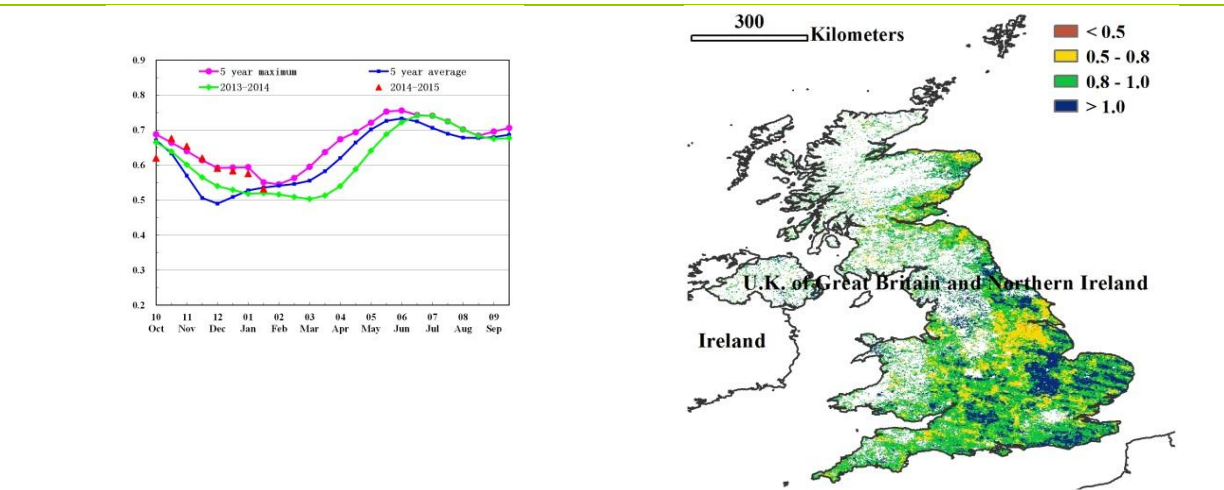 0.9
0.8
0.7
0.6
0.5
0.4
0.3
0.2
5 year maximum
5 year average
2013-2014
2014-2015
10 11 12 01 02 03 04 05 06 07 08 09
Oct Nov Dec Jan Feb Mar Apr May Jun Jul Aug Sep
300
Kilometers
< 0.5
0.5 - 0.8
0.8 - 1.0
> 1.0
U.K. of Great Britain and Northern Ireland
Ireland